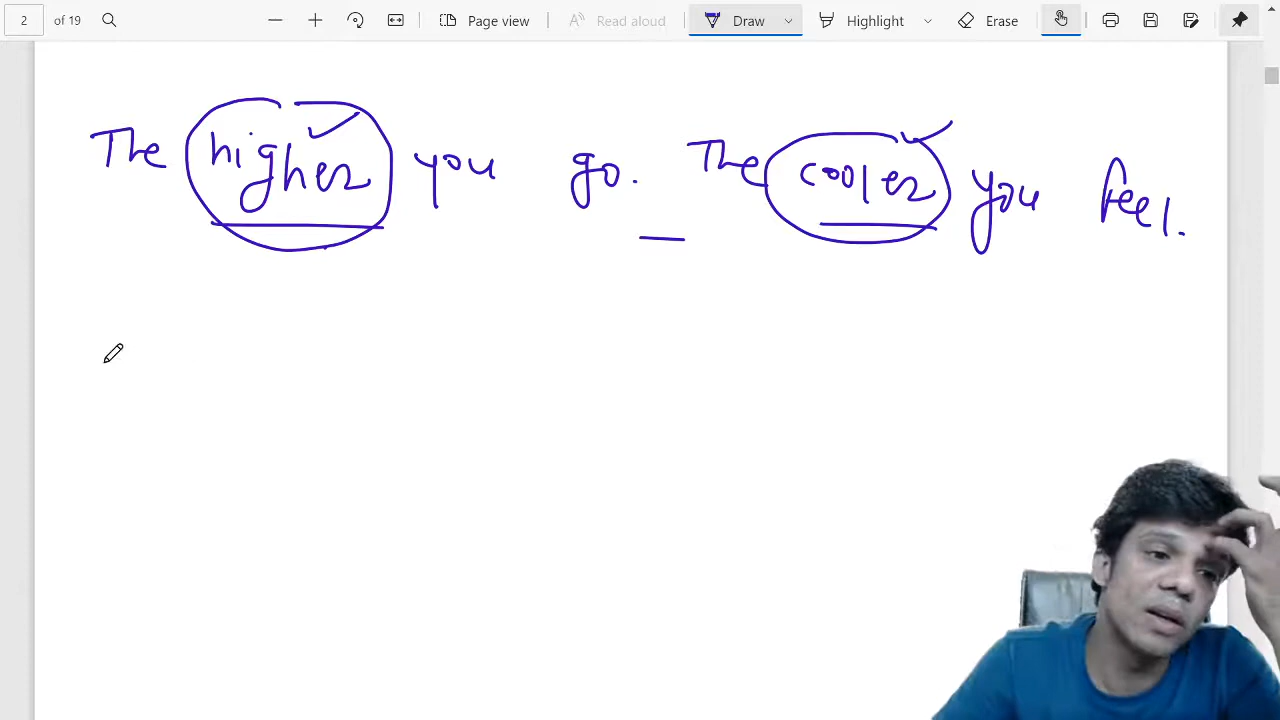 2 of 19 Page view Read aloud Draw Highlight Erase
The higher you go. The cooler you feel.